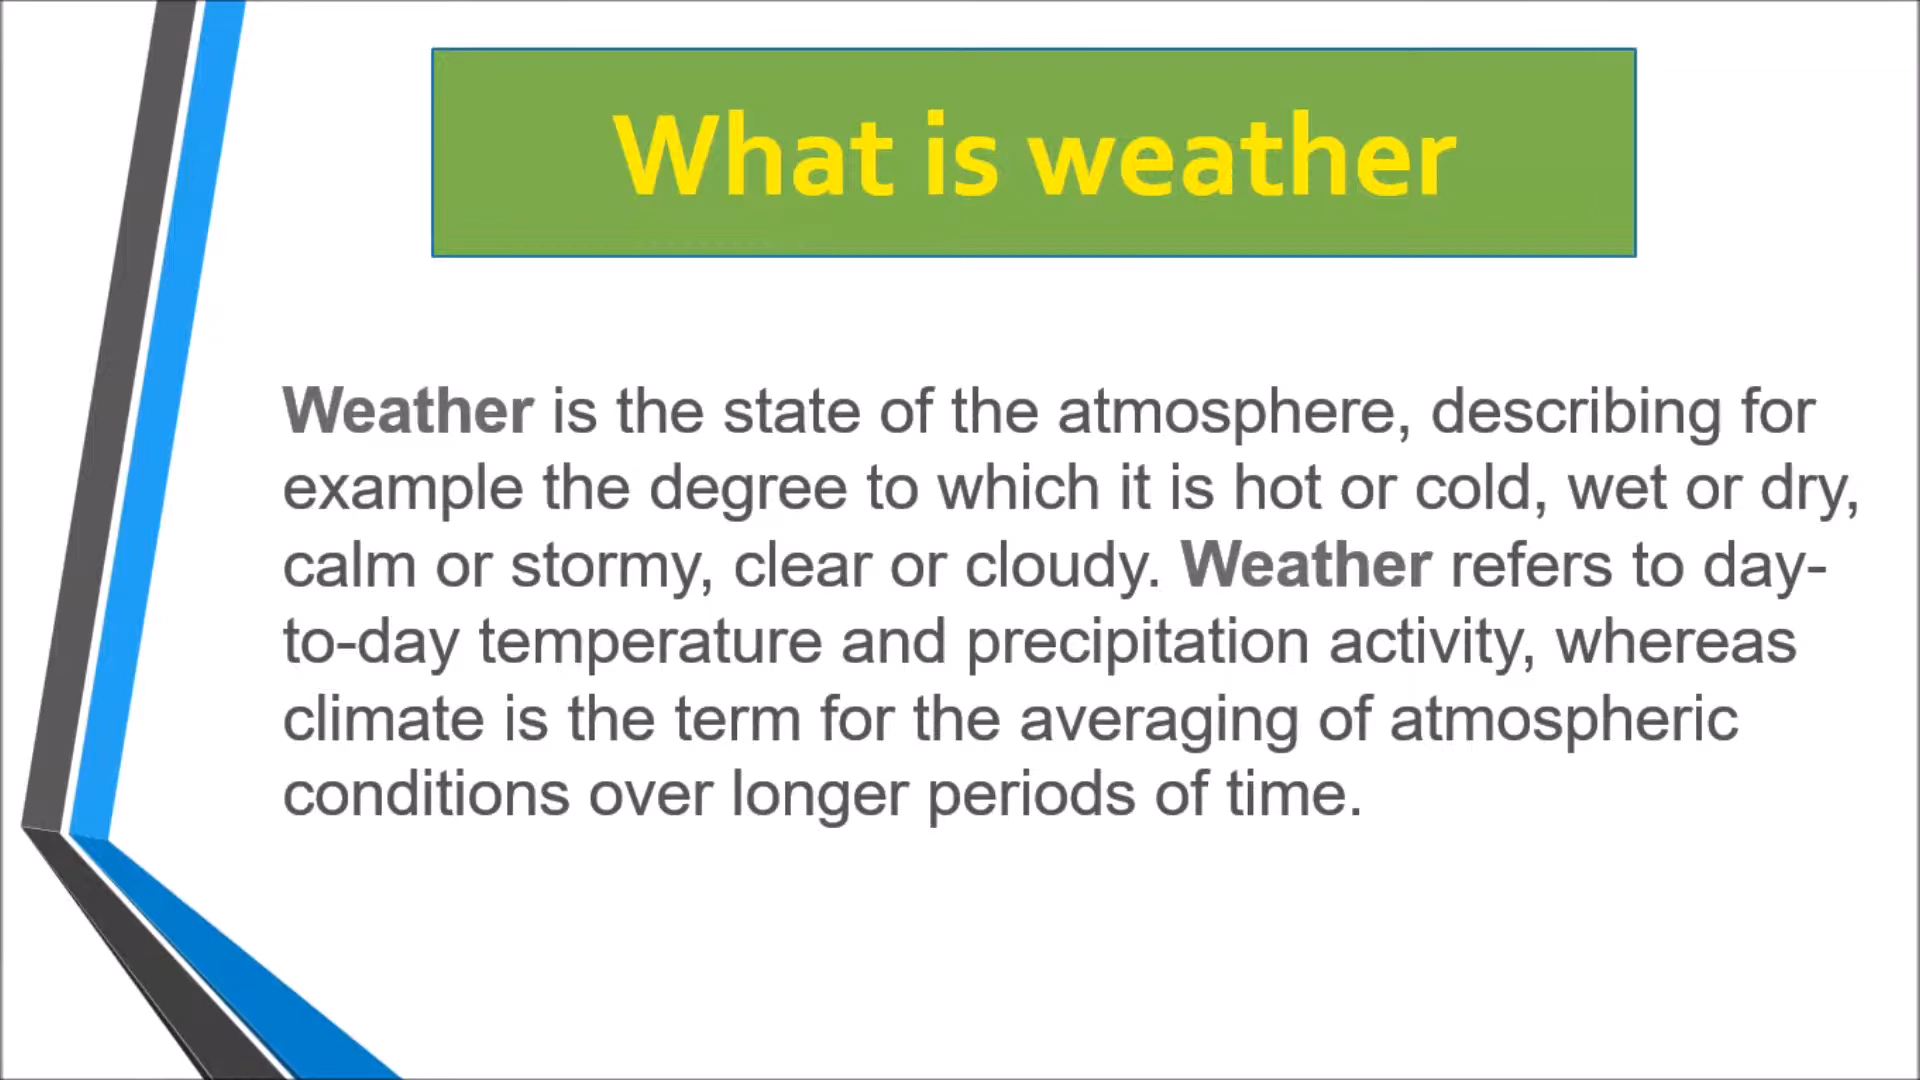 What is weather
Weather is the state of the atmosphere, describing for
example the degree to which it is hot or cold, wet or dry,
calm or stormy, clear or cloudy. Weather refers to day-
to-day temperature and precipitation activity, whereas
climate is the term for the averaging of atmospheric
conditions over longer periods of time.